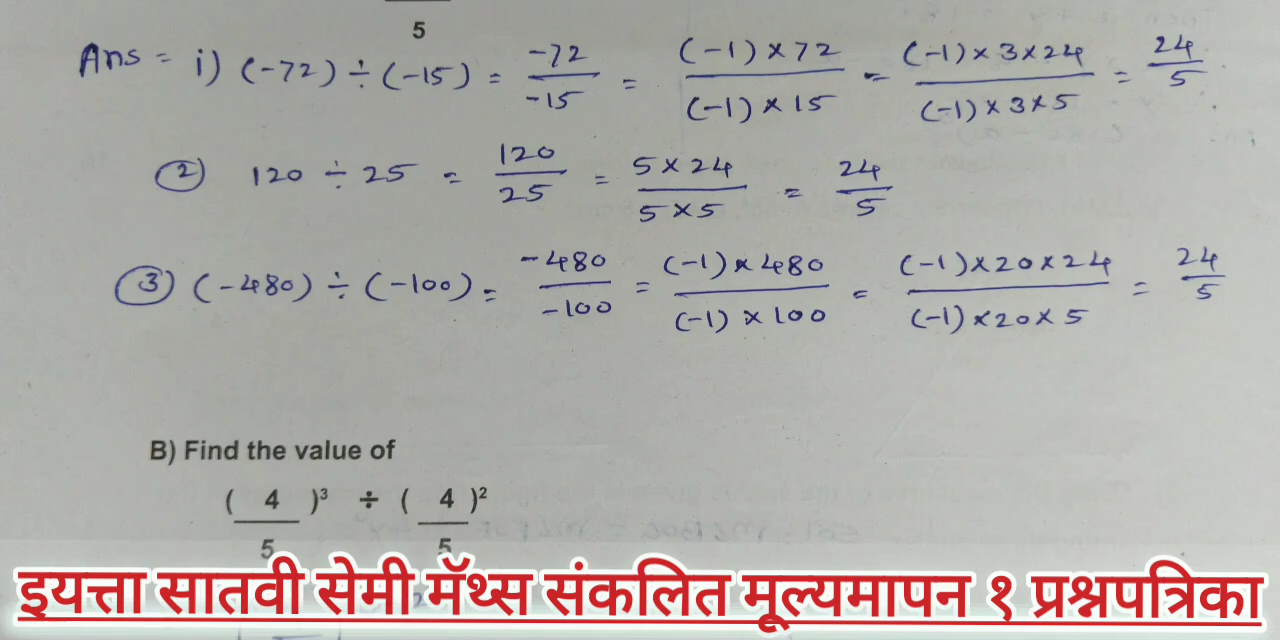 5
Ans = i) (-72) ÷ (-15) = -72/-15 = (-1) × 72/(-1) × 15 = (-1) × 3 × 24/(-1) × 3 × 5 = 24/5
2) 120 ÷ 25 = 120/25 = 5 × 24/5 × 5 = 24/5
3) (-480) ÷ (-100) = -480/-100 = (-1) × 480/(-1) × 100 = (-1) × 20 × 24/(-1) × 20 × 5 = 24/5
B) Find the value of
( 4/5 )³ ÷ ( 4/5 )²
इयत्ता सातवी सेमी मॅथ्स संकलित मूल्यमापन १ प्रश्नपत्रिका